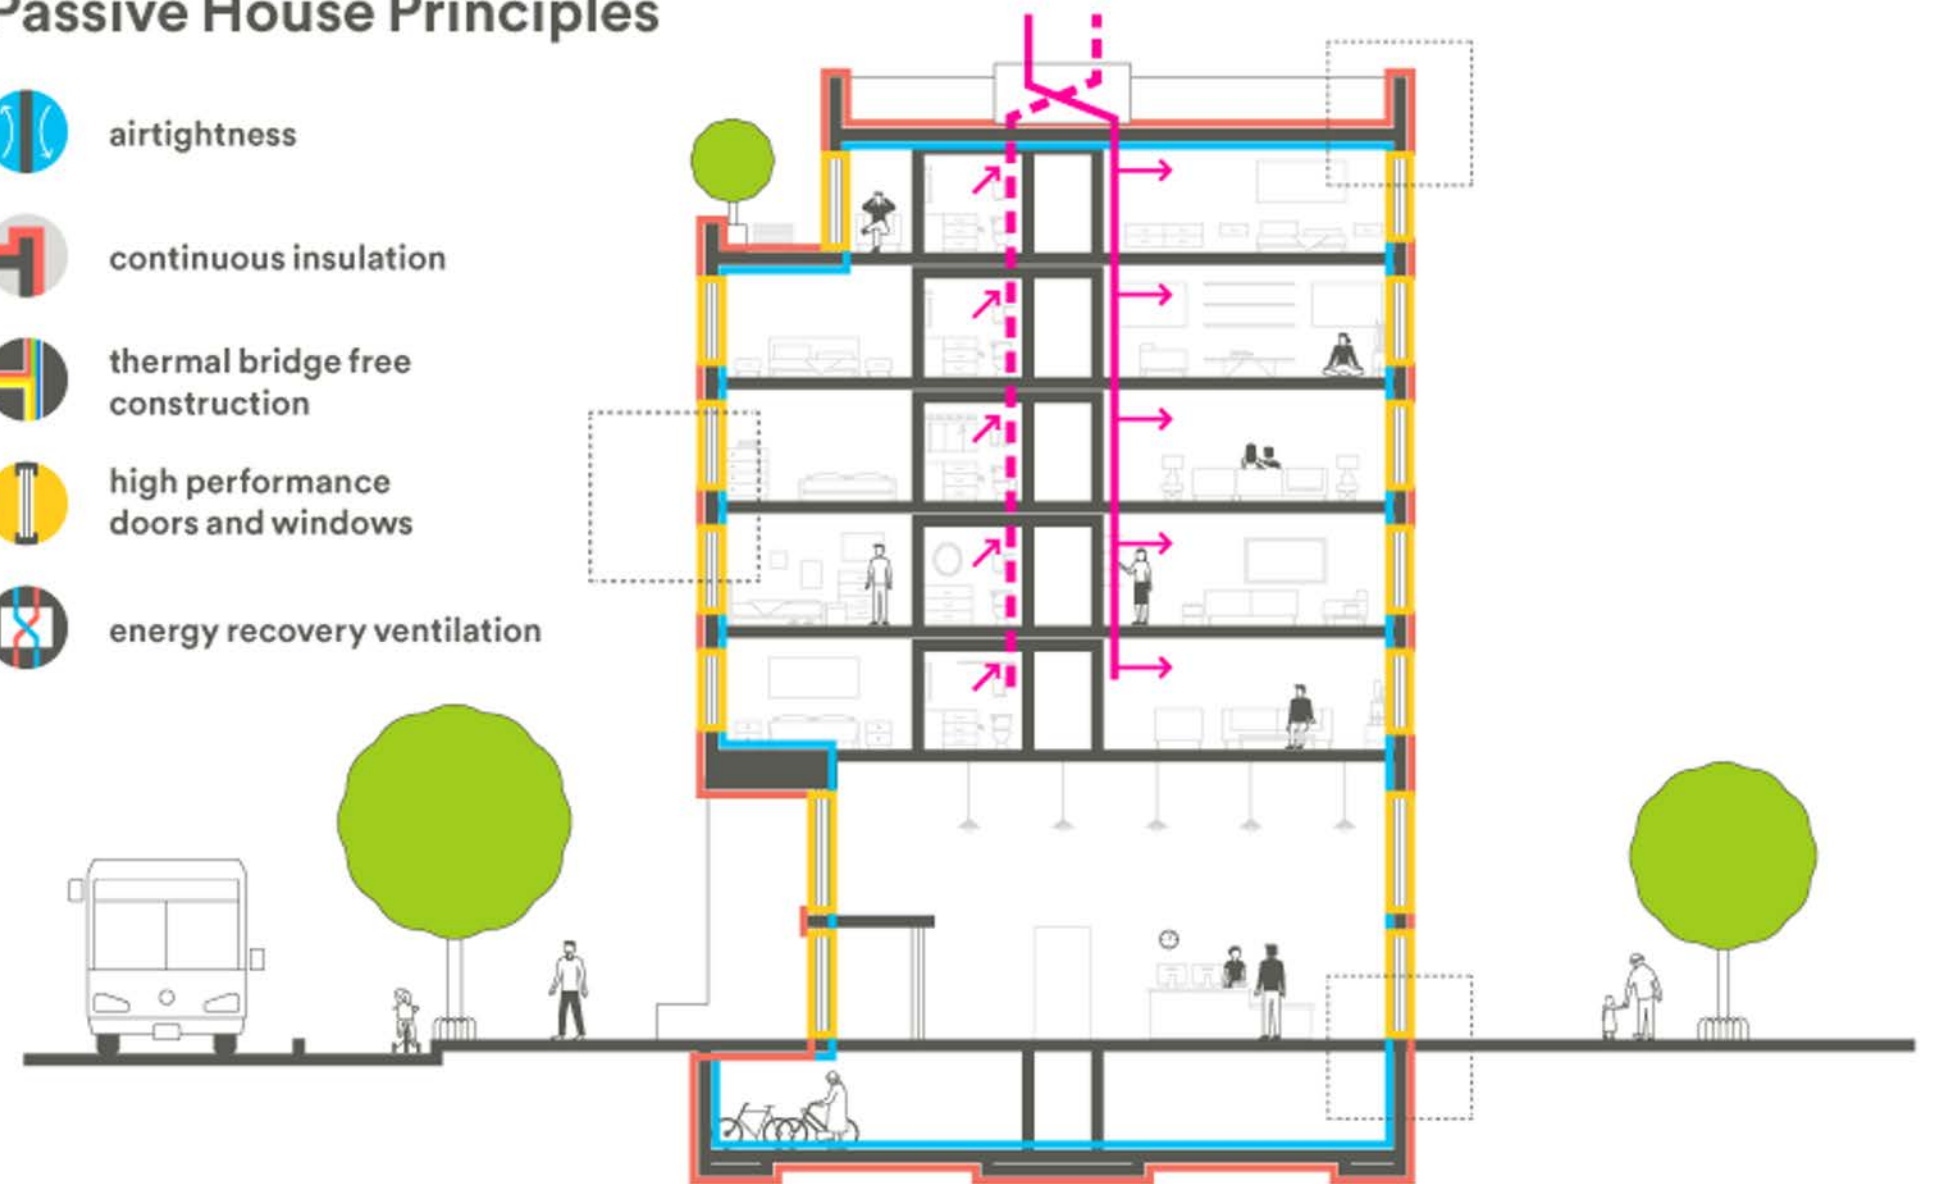 Passive House Principles
airtightness
continuous insulation
thermal bridge free
construction
high performance
doors and windows
energy recovery ventilation